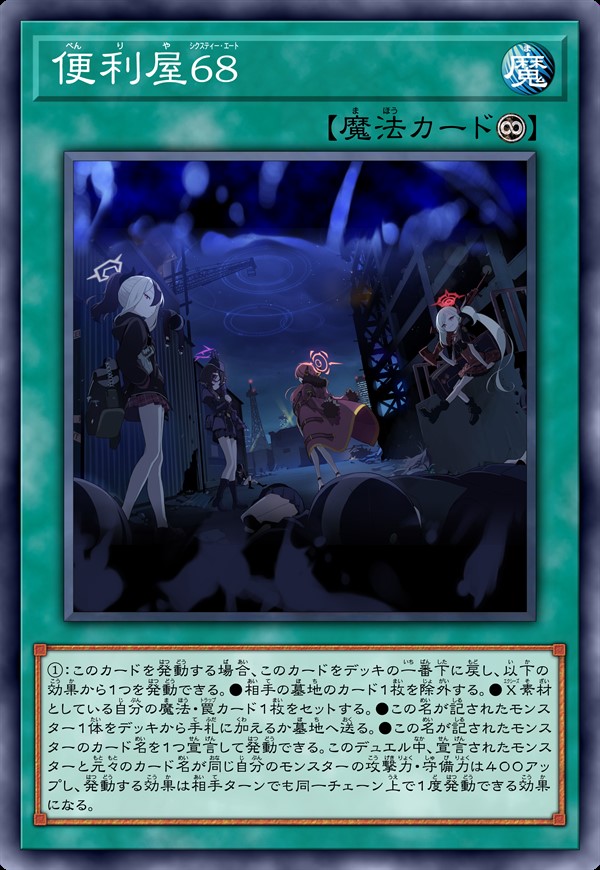 便利屋68
【魔法カード】
①:このカードを発動する場合、このカードをデッキの一番下に戻し、以下の
効果から1つを発動できる。●相手の墓地のカード1枚を除外する。●X素材
としている自分の魔法・罠カード1枚をセットする。●この名が記されたモンス
ター1体をデッキから手札に加えるか墓地へ送る。●この名が記されたモンス
ターのカード名を1つ宣言して発動できる。このデュエル中、宣言されたモンス
ターと元々のカード名が同じ自分のモンスターの攻撃力・守備力は400アッ
プし、発動する効果は相手ターンでも同一チェーン上で1度発動できる効果
になる。